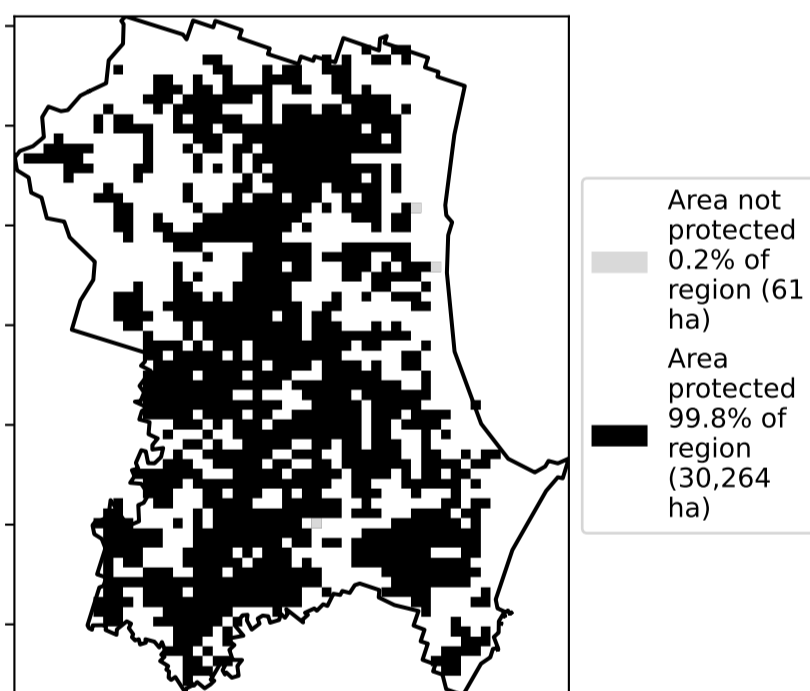 Area not
protected
0.2% of
region (61
ha)
Area
protected
99.8% of
region
(30,264
ha)